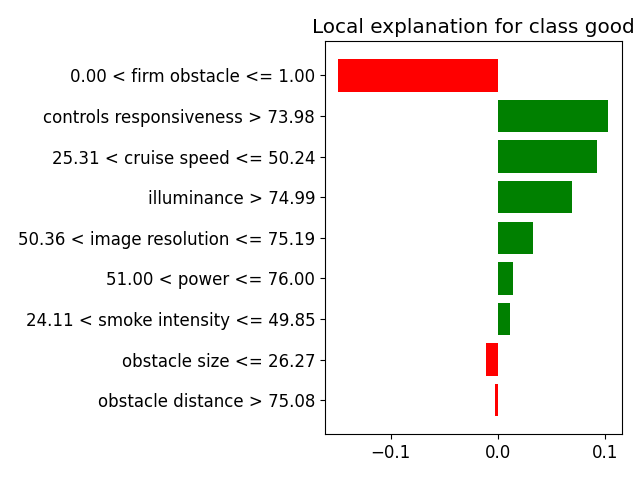 Local explanation for class good
0.00 < firm obstacle <= 1.00
controls responsiveness > 73.98
25.31 < cruise speed <= 50.24
illuminance > 74.99
50.36 < image resolution <= 75.19
51.00 < power <= 76.00
24.11 < smoke intensity <= 49.85
obstacle size <= 26.27
obstacle distance > 75.08
−0.1 0.0 0.1